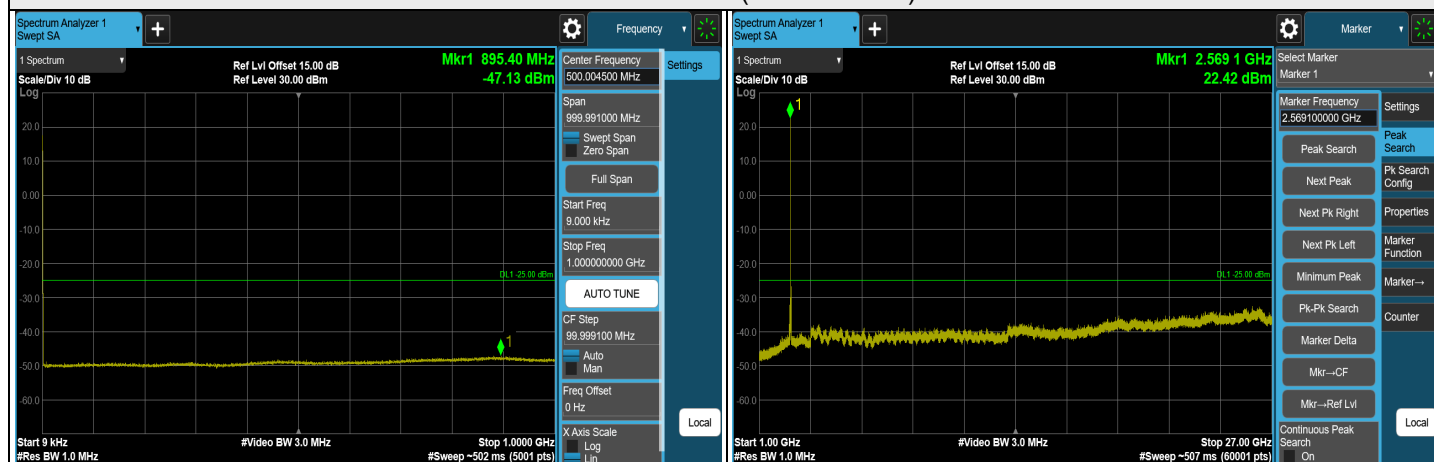 Spectrum Analyzer 1
Swept SA
+
Frequency
1 Spectrum
Scale/Div 10 dB
Ref Lvl Offset 15.00 dB
Ref Level 30.00 dBm
Mkr1 895.40 MHz
-47.13 dBm
Log
20.0
10.0
0.00
-10.0
-20.0
-30.0
-40.0
-50.0
-60.0
DL1 -25.00 dBm
1
Start 9 kHz
#Res BW 1.0 MHz
#Video BW 3.0 MHz
Stop 1.0000 GHz
#Sweep ~502 ms (5001 pts)
Center Frequency
500.004500 MHz
Settings
Span
999.991000 MHz
Swept Span
Zero Span
Full Span
Start Freq
9.000 kHz
Stop Freq
1.000000000 GHz
AUTO TUNE
CF Step
99.999100 MHz
Auto
Man
Freq Offset
0 Hz
X Axis Scale
Log
Lin
Local
Spectrum Analyzer 1
Swept SA
+
Marker
1 Spectrum
Scale/Div 10 dB
Ref Lvl Offset 15.00 dB
Ref Level 30.00 dBm
Mkr1 2.569 1 GHz
22.42 dBm
Log
1
20.0
10.0
0.00
-10.0
-20.0
-30.0
-40.0
-50.0
-60.0
DL1 -25.00 dBm
Start 1.00 GHz
#Res BW 1.0 MHz
#Video BW 3.0 MHz
Stop 27.00 GHz
#Sweep ~507 ms (60001 pts)
Select Marker
Marker 1
Marker Frequency
2.569100000 GHz
Peak Search
Next Peak
Next Pk Right
Next Pk Left
Minimum Peak
Pk-Pk Search
Marker Delta
Mkr→CF
Mkr→Ref Lvl
Continuous Peak
Search
On
Settings
Peak
Search
Pk Search
Config
Properties
Marker
Function
Marker→
Counter
Local